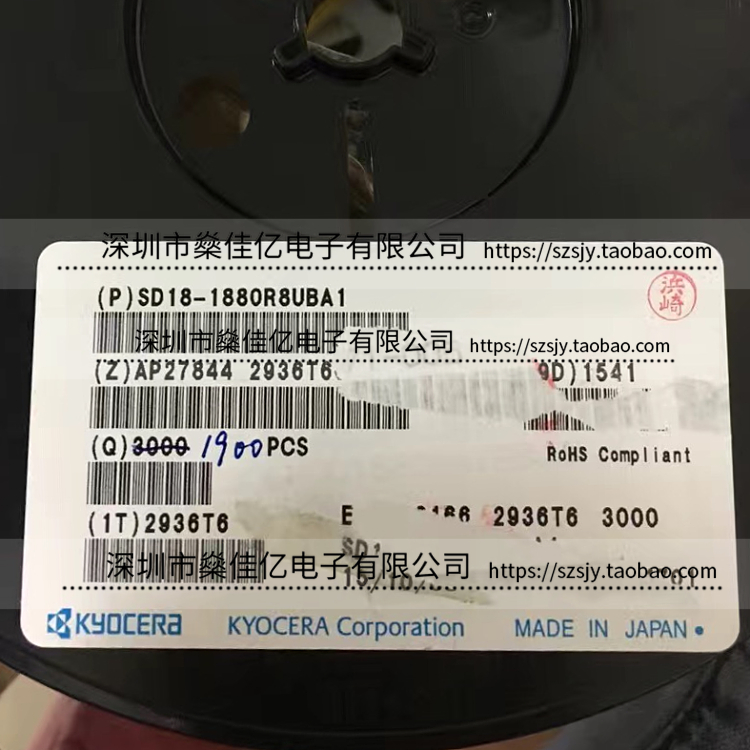 深圳市燊佳亿电子有限公司 https://szsjy.taobao.com
(P)SD18-1880R8UBA1
浜崎
深圳市燊佳亿电子有限公司 https://szsjy.taobao.com
(Z)AP27844 2936T6 9D)1541
(Q)3000 1900PCS
RoHS Compliant
(1T)2936T6 E 2936T6 3000
深圳市燊佳亿电子有限公司 https://szsjy.taobao.com
KYOCERA KYOCERA Corporation MADE IN JAPAN